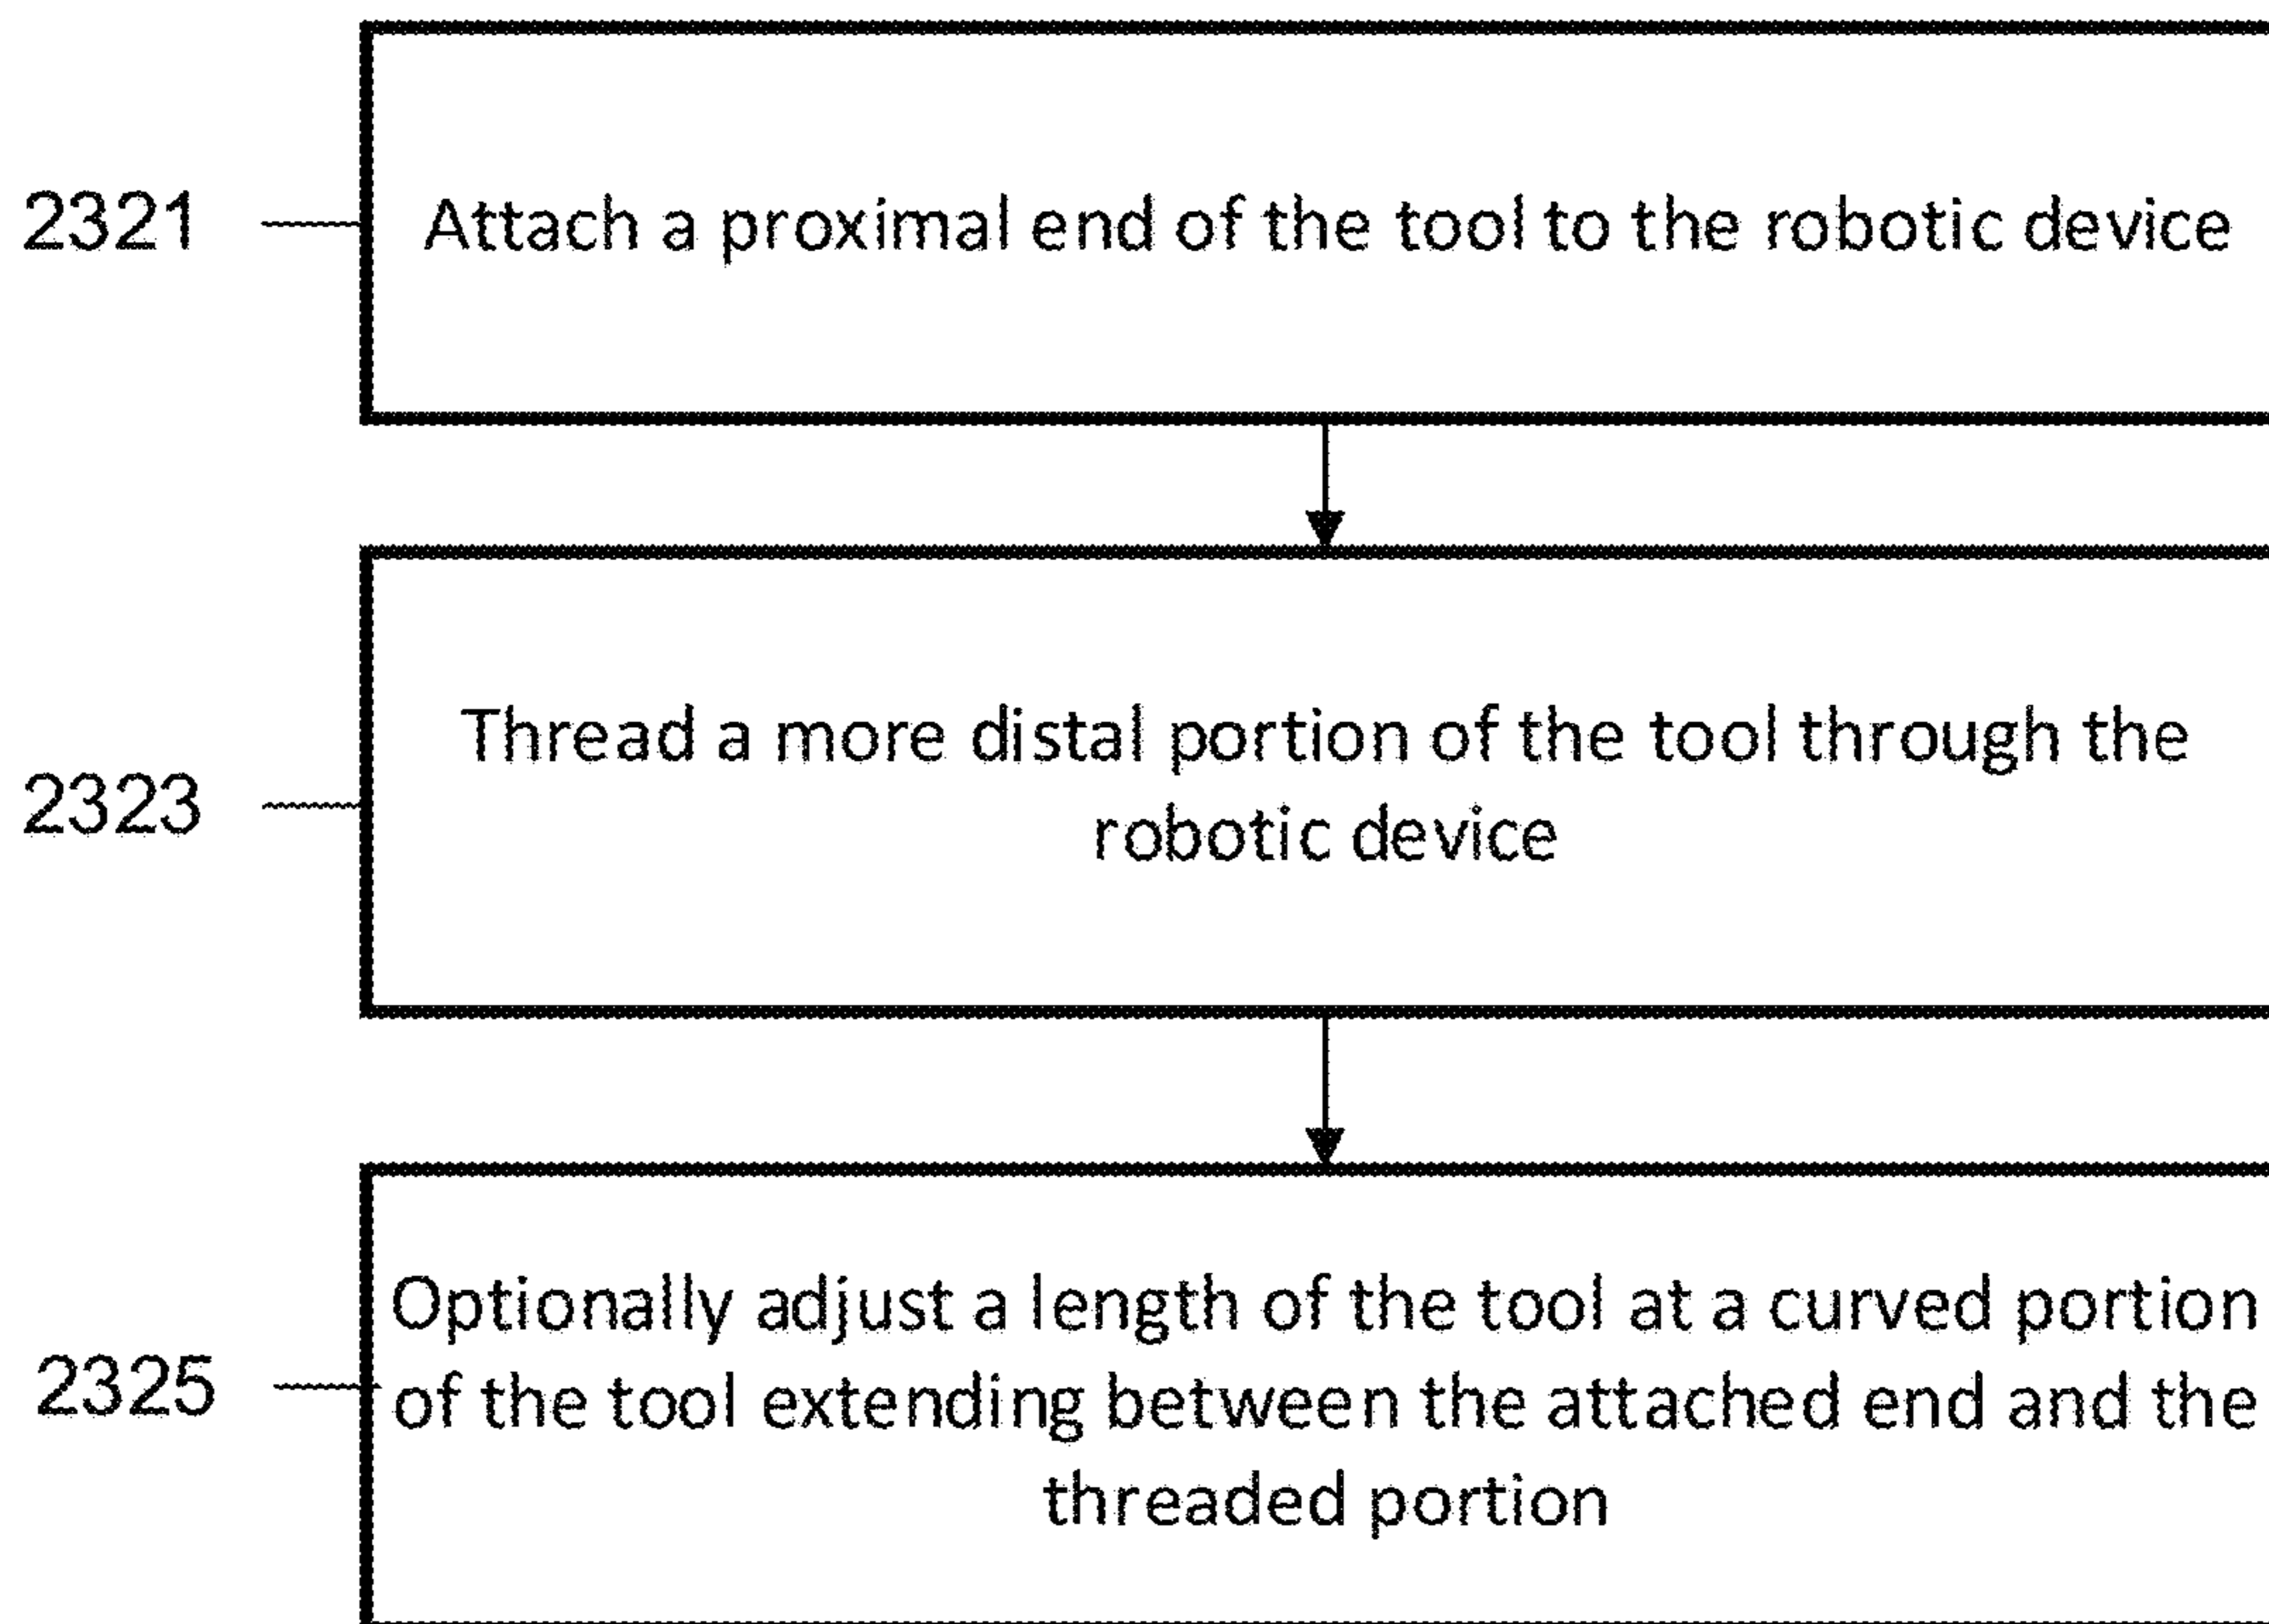 2321
Attach a proximal end of the tool to the robotic device
2323
Thread a more distal portion of the tool through the
robotic device
2325
Optionally adjust a length of the tool at a curved portion
of the tool extending between the attached end and the
threaded portion